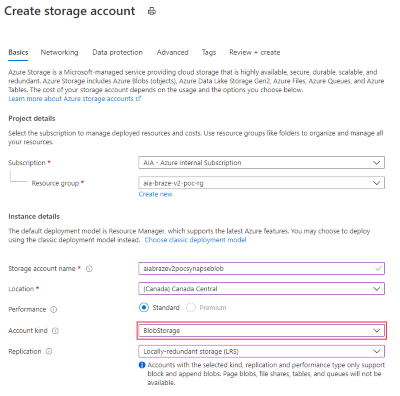 Create storage account
Basics Networking Data protection Advanced Tags Review + create
Azure Storage is a Microsoft-managed service providing cloud storage that is highly available, secure, durable, scalable, and
redundant. Azure Storage includes Azure Blobs (objects), Azure Data Lake Storage Gen2, Azure Files, Azure Queues, and Azure
Tables. The cost of your storage account depends on the usage and the options you choose below.
Learn more about Azure storage accounts
Project details
Select the subscription to manage deployed resources and costs. Use resource groups like folders to organize and manage all
your resources.
Subscription * AIA - Azure Internal Subscription
Resource group * aia-braze-v2-poc-rg
Create new
Instance details
The default deployment model is Resource Manager, which supports the latest Azure features. You may choose to deploy
using the classic deployment model instead. Choose classic deployment model
Storage account name * aiabrazev2pocsynapseblob
Location * (Canada) Canada Central
Performance Standard Premium
Account kind BlobStorage
Replication Locally-redundant storage (LRS)
Accounts with the selected kind, replication and performance type only support
block and append blobs. Page blobs, file shares, tables, and queues will not be
available.